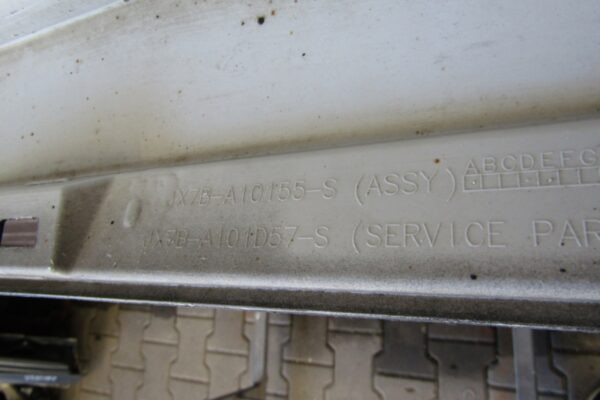 JX7B-A10155-S (ASSY) ABCDEFG
JX7B-A101D57-S (SERVICE PAR